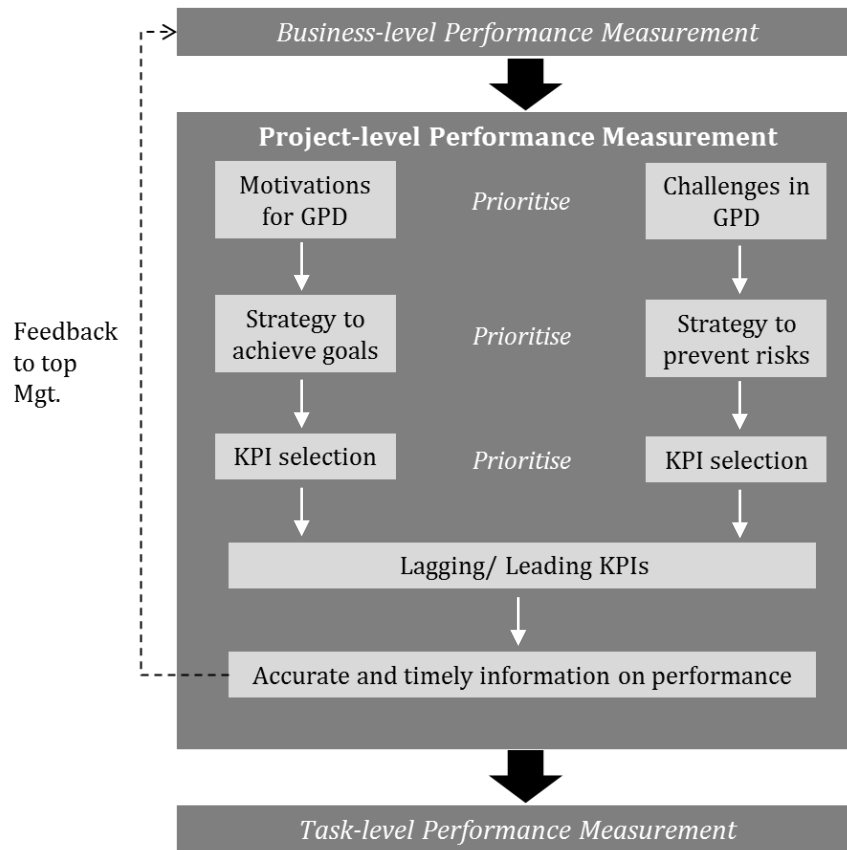 Business-level Performance Measurement
Project-level Performance Measurement
Motivations
for GPD
Prioritise
Challenges in
GPD
Strategy to
achieve goals
Prioritise
Strategy to
prevent risks
Feedback
to top
Mgt.
KPI selection
Prioritise
KPI selection
Lagging/ Leading KPIs
Accurate and timely information on performance
Task-level Performance Measurement